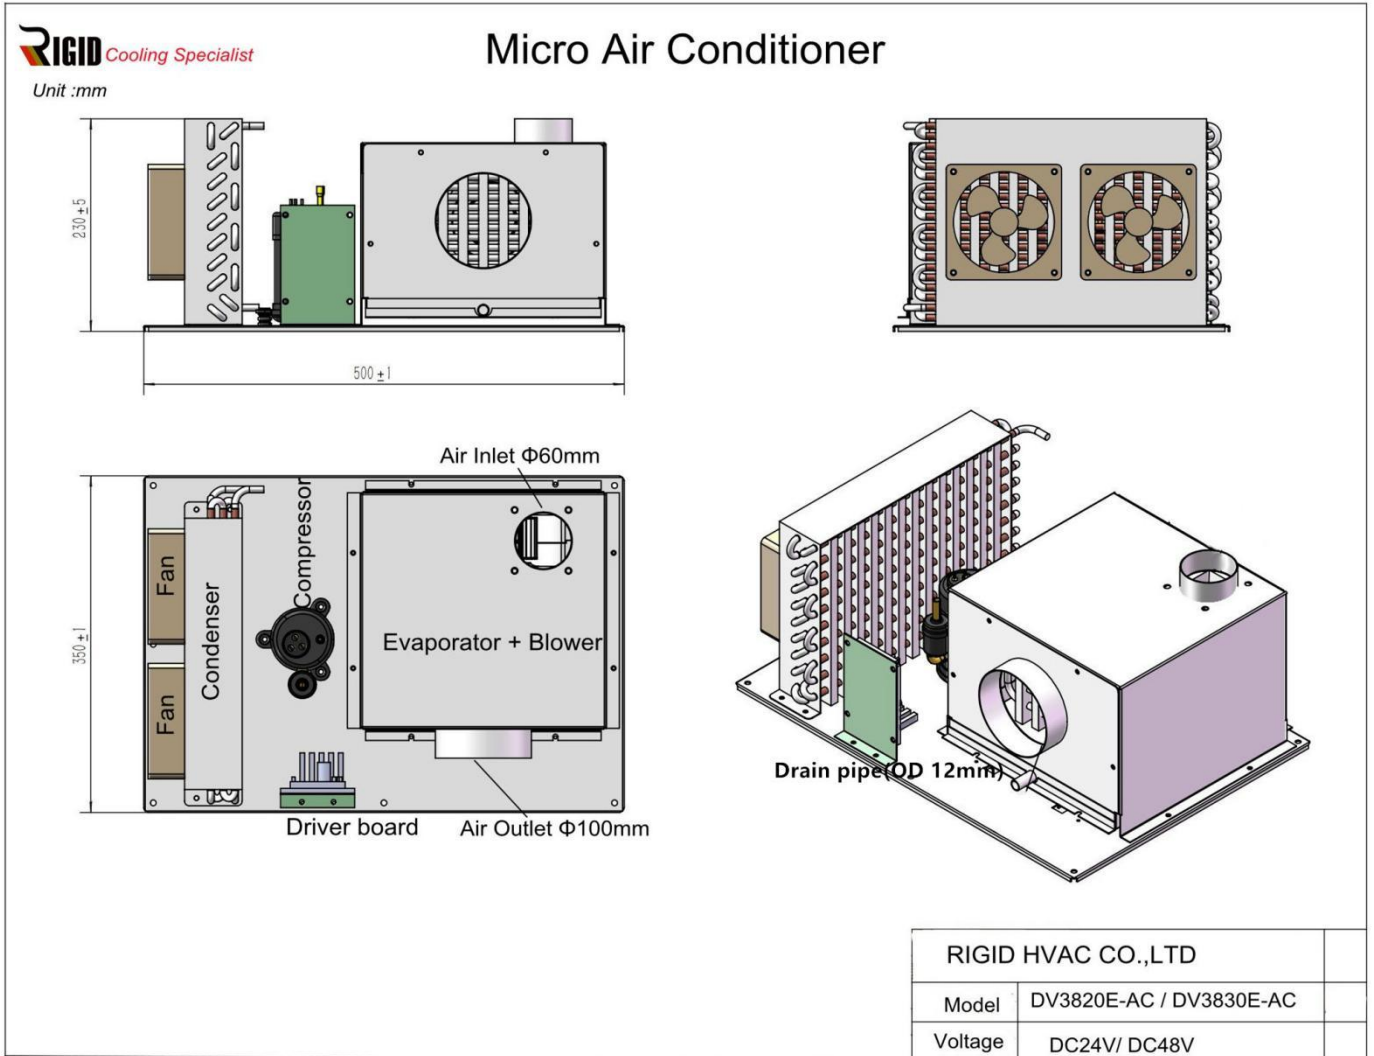 RIGID Cooling Specialist
Micro Air Conditioner
Unit :mm
230±5
500±1
Air Inlet Φ60mm
Compressor
Fan
Condenser
Evaporator + Blower
350±1
Fan
Drain pipe(OD 12mm)
Driver board
Air Outlet Φ100mm
RIGID HVAC CO.,LTD
Model DV3820E-AC / DV3830E-AC
Voltage DC24V/ DC48V